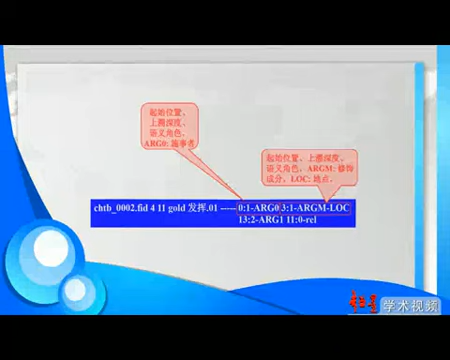 起始位置、
上溯深度、
语义角色。
ARG0: 施事者
起始位置、上溯深度、
语义角色、ARGM: 修饰
成分。LOC: 地点。
chtb_0002.fid 4 11 gold 发挥.01 ----- 0:1-ARG0 3:1-ARGM-LOC
13:2-ARG1 11:0-rel
学术视频